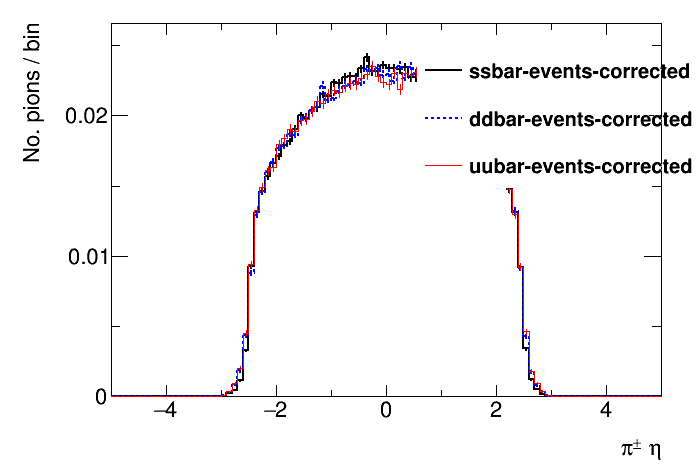 No. pions / bin
ssbar-events-corrected
ddbar-events-corrected
uubar-events-corrected
0.02
0.01
0
−4 −2 0 2 4
π± η